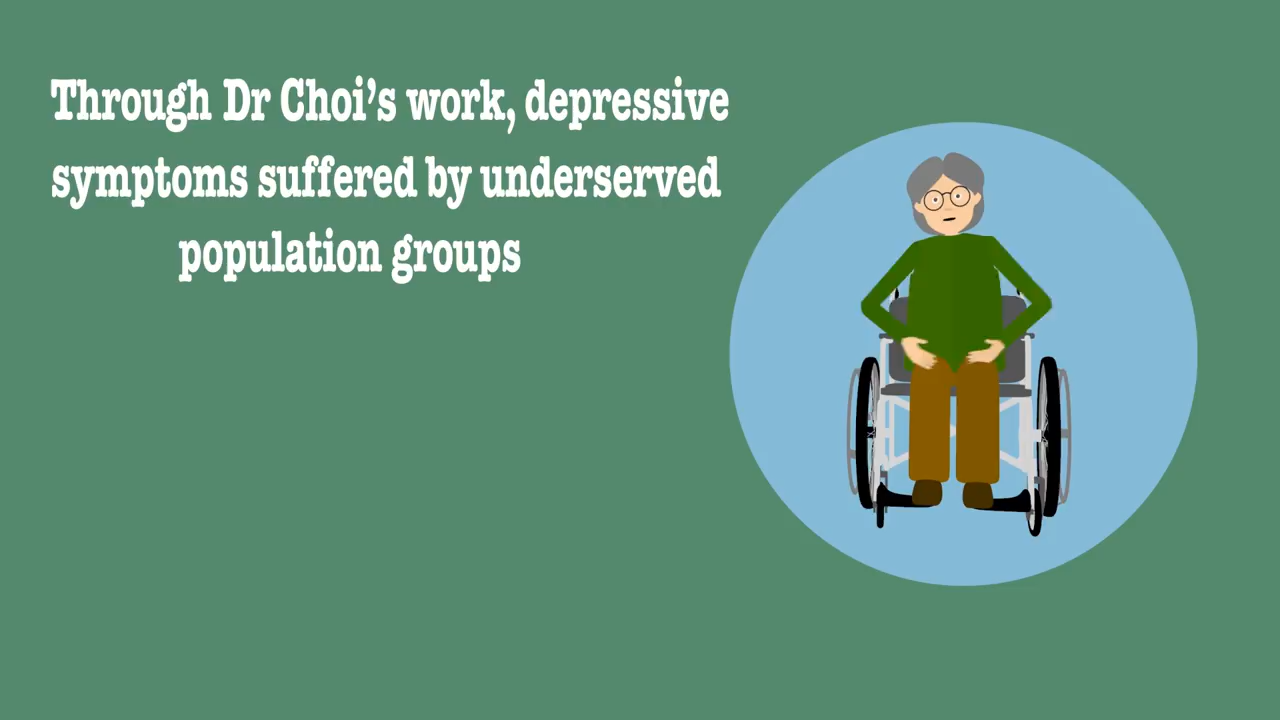 Through Dr Choi’s work, depressive
symptoms suffered by underserved
population groups